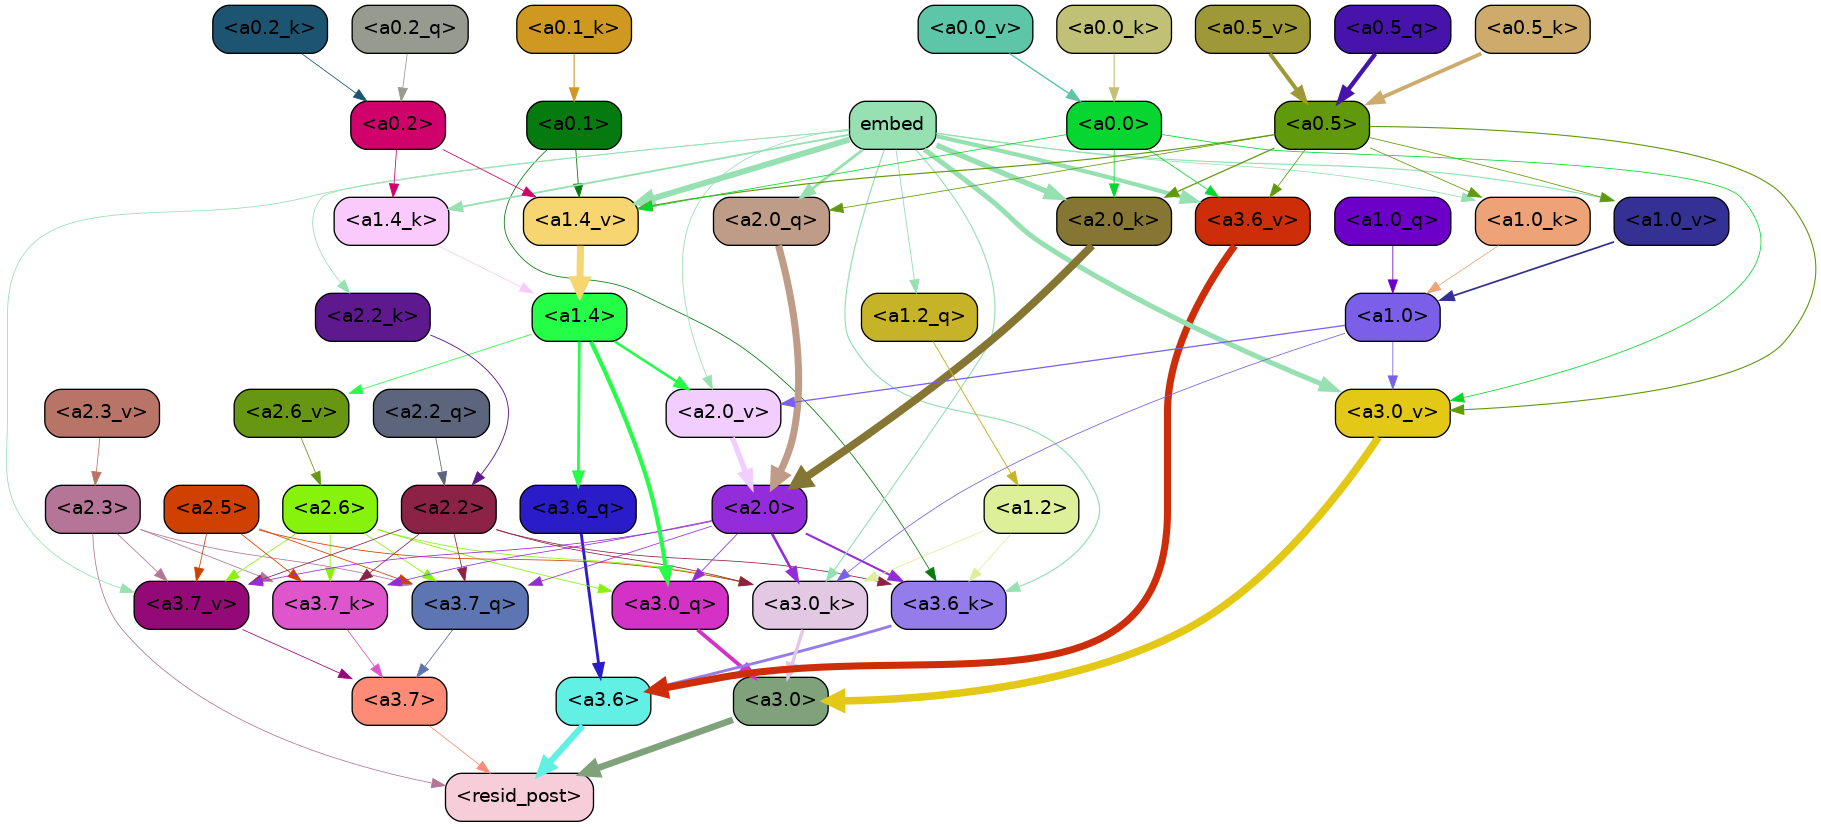 <a0.2_k>
<a0.2_q>
<a0.1_k>
<a0.0_v>
<a0.0_k>
<a0.5_v>
<a0.5_q>
<a0.5_k>
<a0.2>
<a0.1>
embed
<a0.0>
<a0.5>
<a1.4_k>
<a1.4_v>
<a2.0_q>
<a2.0_k>
<a3.6_v>
<a1.0_q>
<a1.0_k>
<a1.0_v>
<a2.2_k>
<a1.4>
<a1.2_q>
<a1.0>
<a2.3_v>
<a2.6_v>
<a2.2_q>
<a2.0_v>
<a3.0_v>
<a2.3>
<a2.5>
<a2.6>
<a2.2>
<a3.6_q>
<a2.0>
<a1.2>
<a3.7_v>
<a3.7_k>
<a3.7_q>
<a3.0_q>
<a3.0_k>
<a3.6_k>
<a3.7>
<a3.6>
<a3.0>
<resid_post>